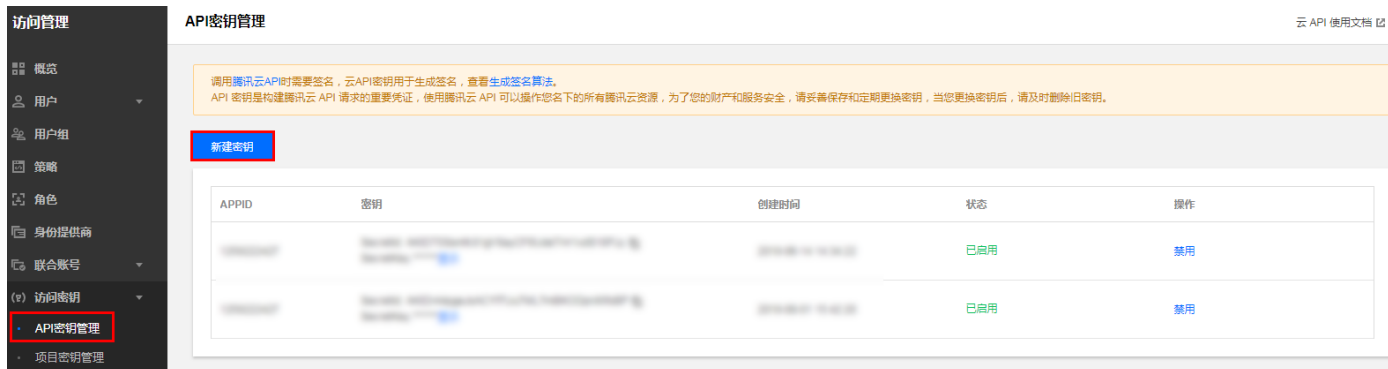 访问管理
API密钥管理
云 API 使用文档
概览
用户
用户组
策略
角色
身份提供商
联合账号
访问密钥
API密钥管理
项目密钥管理
调用腾讯云API时需要签名，云API密钥用于生成签名，查看生成签名算法。
API 密钥是构建腾讯云 API 请求的重要凭证，使用腾讯云 API 可以操作您名下的所有腾讯云资源，为了您的财产和服务安全，请妥善保存和定期更换密钥，当您更换密钥后，请及时删除旧密钥。
新建密钥
APPID 密钥 创建时间 状态 操作
已启用 禁用
已启用 禁用